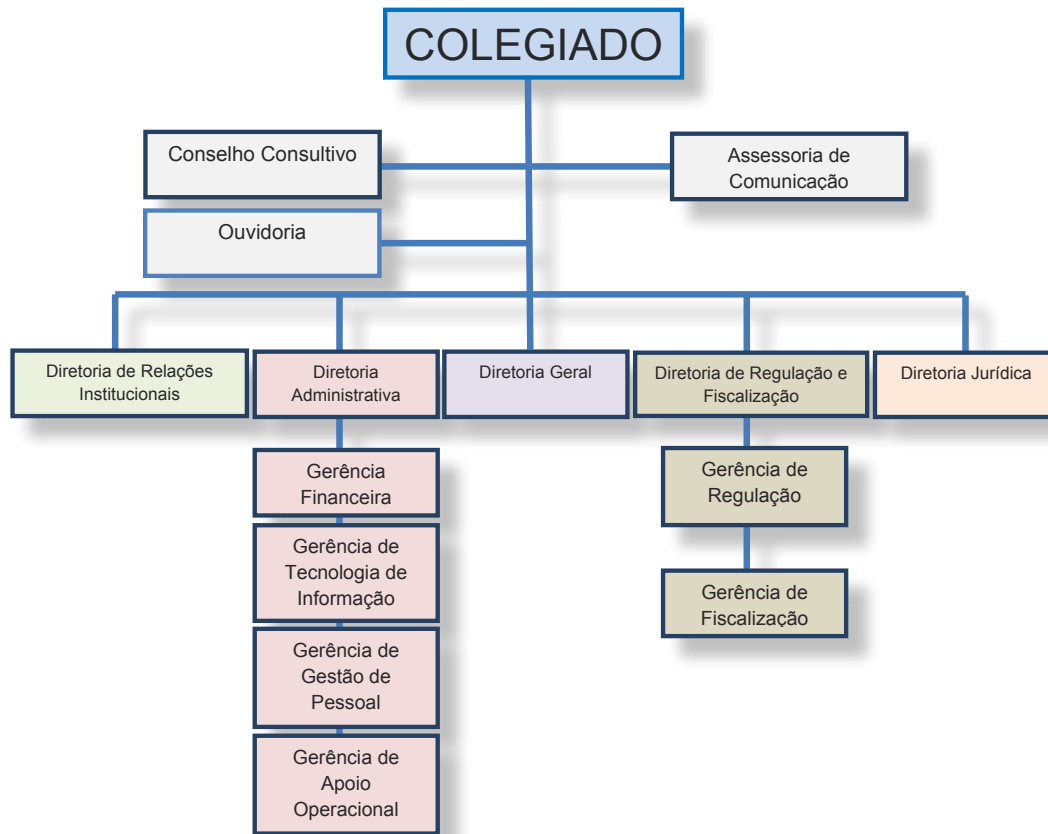 COLEGIADO
Conselho Consultivo
Assessoria de
Comunicação
Ouvidoria
Diretoria de Relações
Institucionais
Diretoria
Administrativa
Diretoria Geral
Diretoria de Regulação e
Fiscalização
Diretoria Jurídica
Gerência
Financeira
Gerência de
Tecnologia de
Informação
Gerência de
Gestão de
Pessoal
Gerência de
Apoio
Operacional
Gerência de
Regulação
Gerência de
Fiscalização